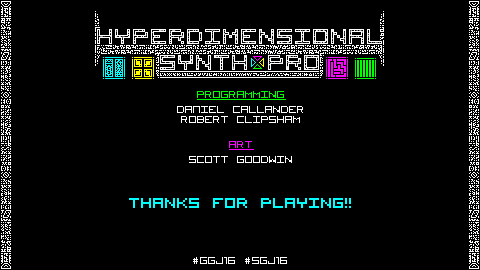 HYPERDIMENSIONAL
SYNTH PRO
PROGRAMMING
DANIEL CALLANDER
ROBERT CLIPSHAM
ART
SCOTT GOODWIN
THANKS FOR PLAYING!!
#GGJ16 #SGJ16